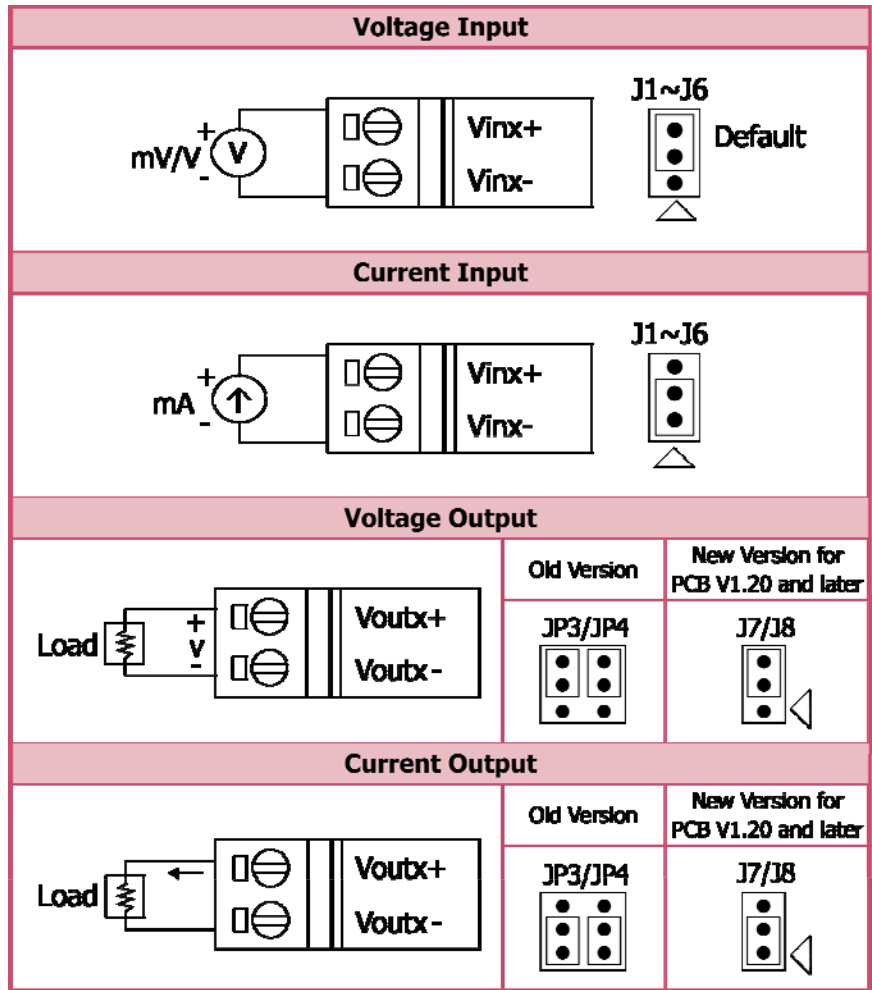 Voltage Input
J1~J6
+
mV/V V
-
Vinx+
Vinx-
Default
Current Input
J1~J6
+
mA
-
Vinx+
Vinx-
Voltage Output
Old Version
New Version for
PCB V1.20 and later
Load
+
V
-
Voutx+
Voutx-
JP3/JP4
J7/J8
Current Output
Old Version
New Version for
PCB V1.20 and later
Load
Voutx+
Voutx-
JP3/JP4
J7/J8